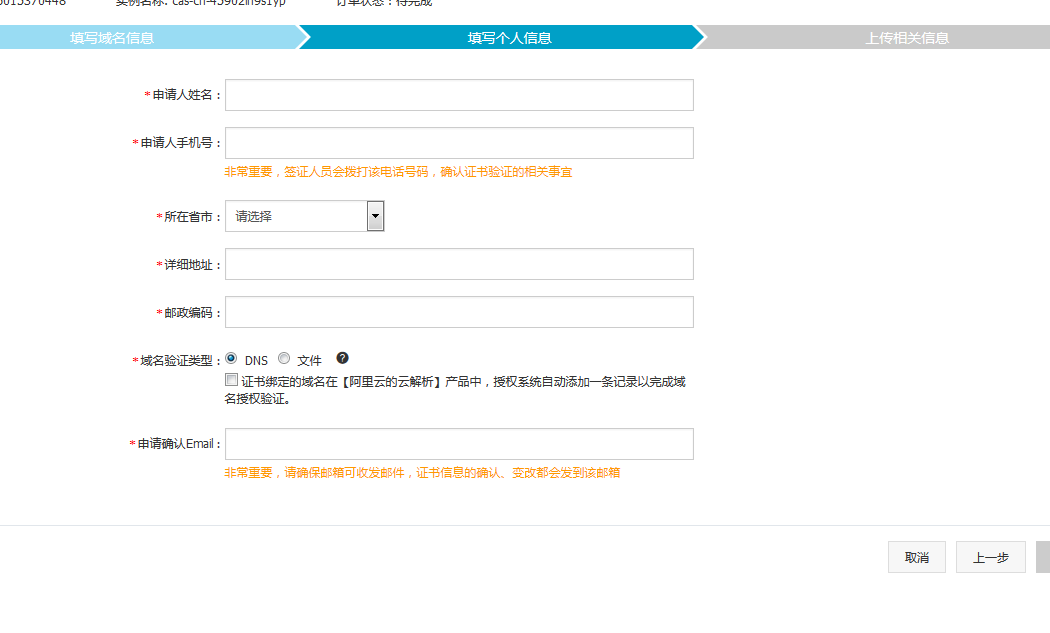 实例名称: cas-cn-45902in9s1yp 订单状态：待完成
填写域名信息 填写个人信息 上传相关信息
*申请人姓名：
*申请人手机号：
非常重要，签证人员会拨打该电话号码，确认证书验证的相关事宜
*所在省市： 请选择
*详细地址：
*邮政编码：
*域名验证类型： DNS 文件 ?
证书绑定的域名在【阿里云的云解析】产品中，授权系统自动添加一条记录以完成域
名授权验证。
*申请确认Email：
非常重要，请确保邮箱可收发邮件，证书信息的确认、变改都会发到该邮箱
取消 上一步